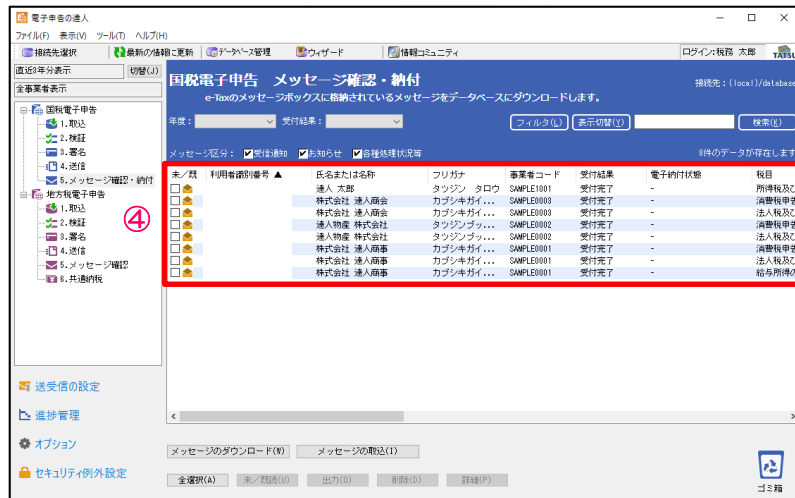 電子申告の達人
ファイル(F) 表示(V) ツール(T) ヘルプ(H)
接続先選択 最新の情報に更新 データベース管理 ウィザード 情報コミュニティ ログイン:税務 太郎 TATSU
直近3年分表示 切替(J)
全事業者表示
国税電子申告
1.取込
2.検証
3.署名
4.送信
5.メッセージ確認・納付
地方税電子申告
1.取込
2.検証
3.署名
4.送信
5.メッセージ確認
6.共通納税
④
送受信の設定
進捗管理
オプション
セキュリティ例外設定
国税電子申告 メッセージ確認・納付
接続先:(local)/database
e-Taxのメッセージボックスに格納されているメッセージをデータベースにダウンロードします。
年度: 受付結果: フィルタ(L) 表示切替(Y) 検索(K)
メッセージ区分: 受信通知 お知らせ 各種処理状況等 8件のデータが存在します
未/既 利用者識別番号 ▲ 氏名または名称 フリガナ 事業者コード 受付結果 電子納付状態 税目
達人 太郎 タツジン タロウ SAMPLE1001 受付完了 - 所得税及び
株式会社 達人商会 カブシキガイ... SAMPLE0003 受付完了 - 消費税申告
株式会社 達人商会 カブシキガイ... SAMPLE0003 受付完了 - 法人税及び
達人物産 株式会社 タツジンブッ... SAMPLE0002 受付完了 - 消費税申告
達人物産 株式会社 タツジンブッ... SAMPLE0002 受付完了 - 法人税及び
株式会社 達人商事 カブシキガイ... SAMPLE0001 受付完了 - 消費税申告
株式会社 達人商事 カブシキガイ... SAMPLE0001 受付完了 - 法人税及び
株式会社 達人商事 カブシキガイ... SAMPLE0001 受付完了 - 給与所得の
メッセージのダウンロード(W) メッセージの取込(I)
全選択(A) 未/既読(U) 出力(O) 削除(D) 詳細(P)
ゴミ箱